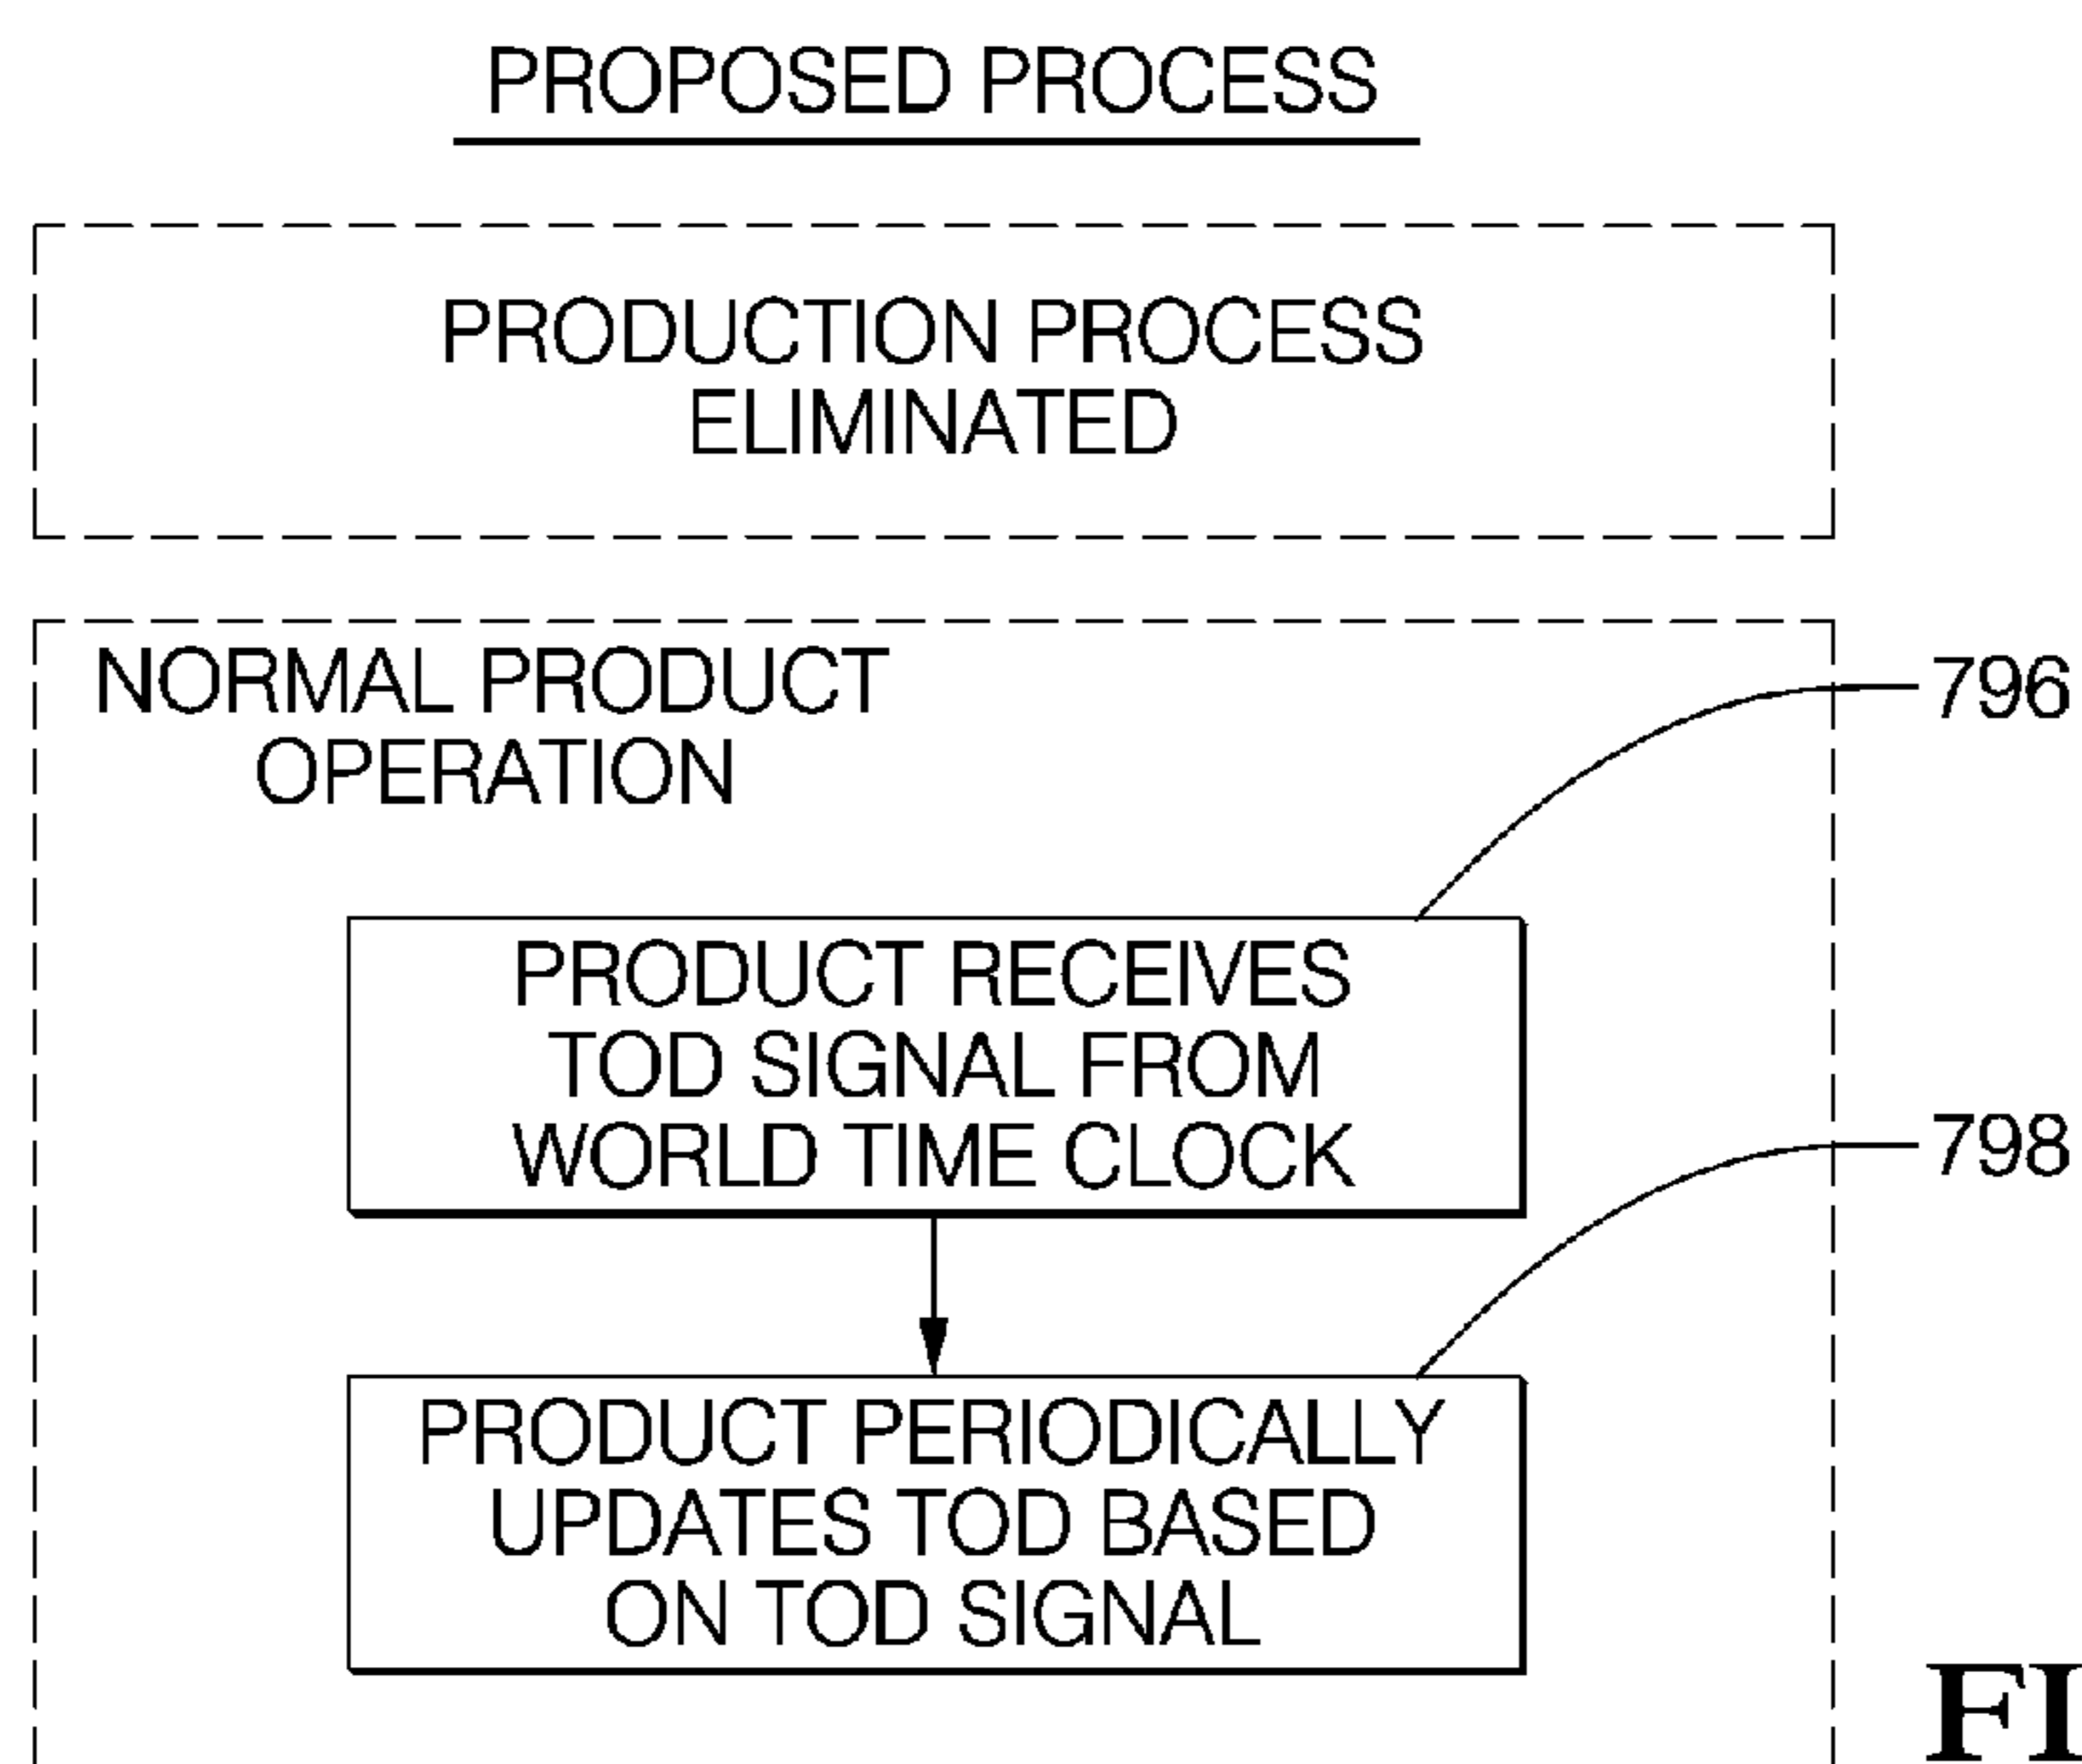 PROPOSED PROCESS
PRODUCTION PROCESS
ELIMINATED
NORMAL PRODUCT
OPERATION
796
PRODUCT RECEIVES
TOD SIGNAL FROM
WORLD TIME CLOCK
798
PRODUCT PERIODICALLY
UPDATES TOD BASED
ON TOD SIGNAL